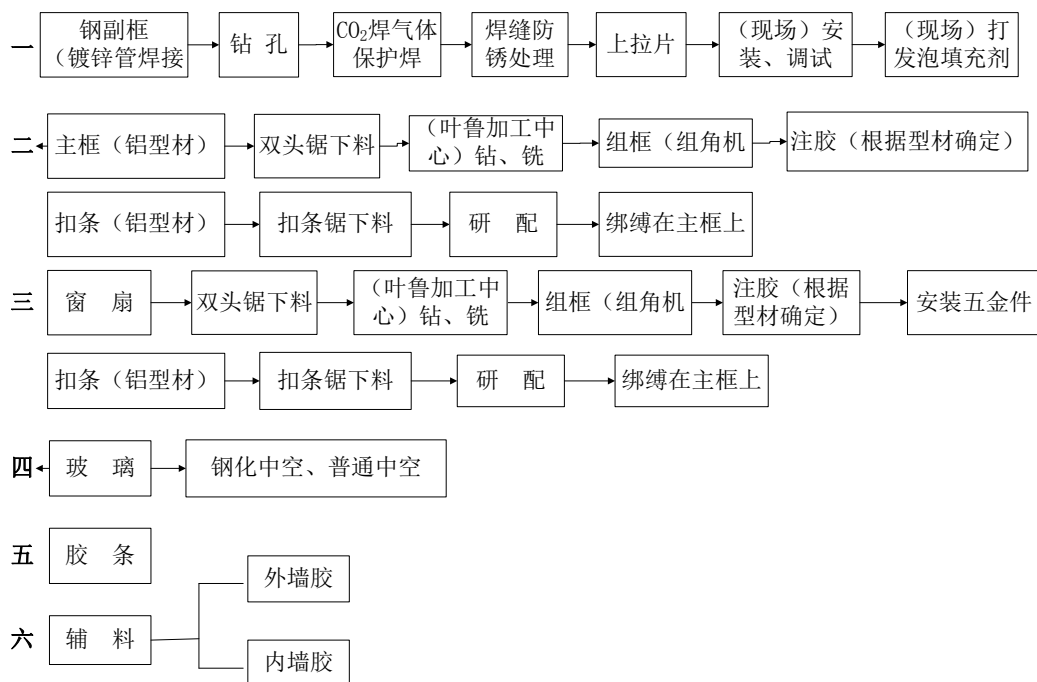 一
钢副框
（镀锌管焊接
钻 孔
CO₂焊气体
保护焊
焊缝防
锈处理
上拉片
（现场）安
装、调试
（现场）打
发泡填充剂
二
主框（铝型材）
双头锯下料
（叶鲁加工中
心）钻、铣
组框（组角机
注胶（根据型材确定）
扣条（铝型材）
扣条锯下料
研 配
绑缚在主框上
三
窗 扇
双头锯下料
（叶鲁加工中
心）钻、铣
组框（组角机
注胶（根据
型材确定）
安装五金件
扣条（铝型材）
扣条锯下料
研 配
绑缚在主框上
四
玻 璃
钢化中空、普通中空
五
胶 条
外墙胶
六
辅 料
内墙胶